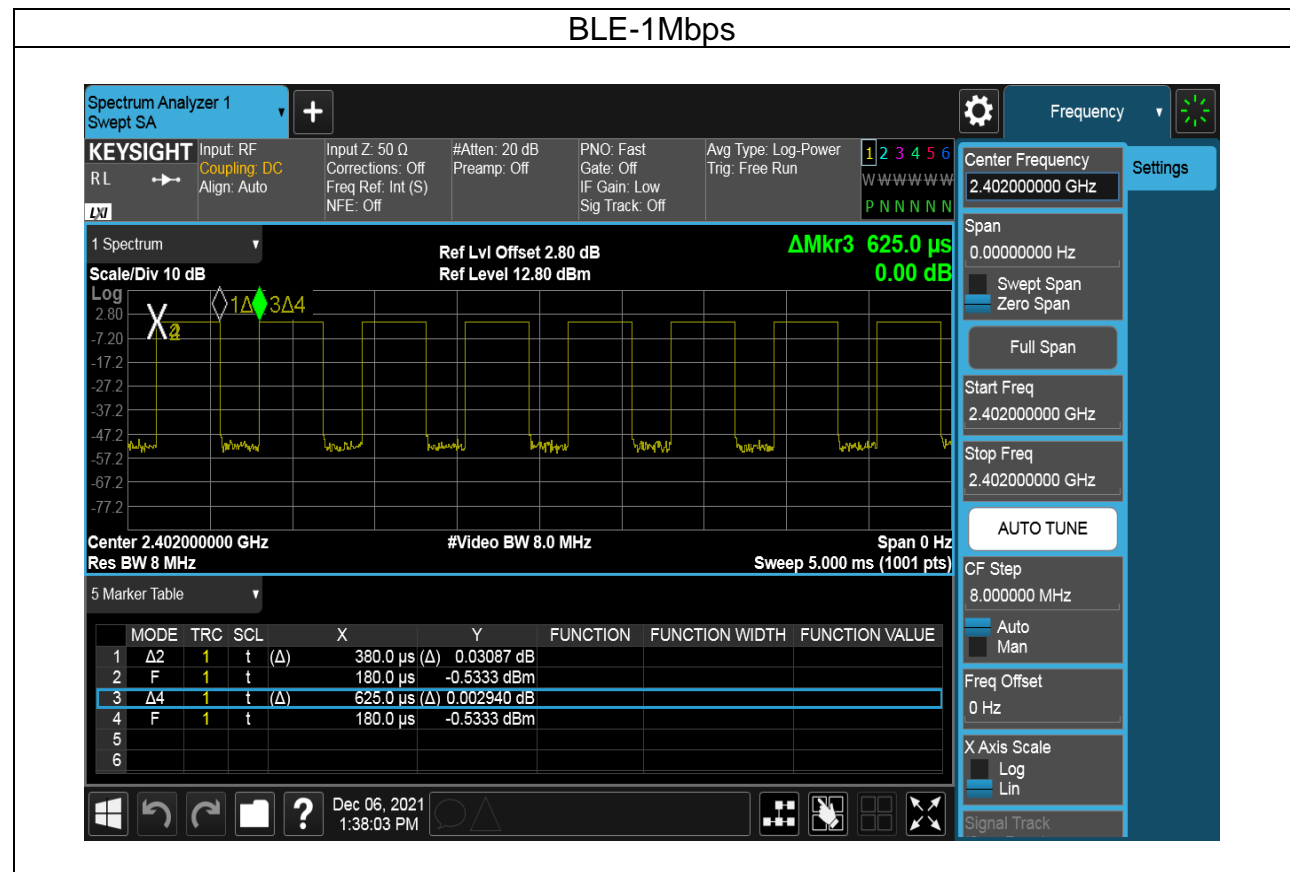 BLE-1Mbps
Spectrum Analyzer 1
Swept SA
+
Frequency
KEYSIGHT
RL
LXI
Input: RF
Coupling: DC
Align: Auto
Input Z: 50 Ω
Corrections: Off
Freq Ref: Int (S)
NFE: Off
#Atten: 20 dB
Preamp: Off
PNO: Fast
Gate: Off
IF Gain: Low
Sig Track: Off
Avg Type: Log-Power
Trig: Free Run
1 2 3 4 5 6
W W W W W W
P N N N N N
Center Frequency
2.402000000 GHz
Settings
Span
0.00000000 Hz
Swept Span
Zero Span
Full Span
Start Freq
2.402000000 GHz
Stop Freq
2.402000000 GHz
AUTO TUNE
CF Step
8.000000 MHz
Auto
Man
Freq Offset
0 Hz
X Axis Scale
Log
Lin
Signal Track
1 Spectrum
Scale/Div 10 dB
Ref Lvl Offset 2.80 dB
Ref Level 12.80 dBm
ΔMkr3 625.0 µs
0.00 dB
Log
1Δ 3Δ4
2.80
-7.20
-17.2
-27.2
-37.2
-47.2
-57.2
-67.2
-77.2
Center 2.402000000 GHz
#Video BW 8.0 MHz
Span 0 Hz
Res BW 8 MHz
Sweep 5.000 ms (1001 pts)
5 Marker Table
MODE TRC SCL X Y FUNCTION FUNCTION WIDTH FUNCTION VALUE
1 Δ2 1 t (Δ) 380.0 µs (Δ) 0.03087 dB
2 F 1 t 180.0 µs -0.5333 dBm
3 Δ4 1 t (Δ) 625.0 µs (Δ) 0.002940 dB
4 F 1 t 180.0 µs -0.5333 dBm
5
6
?
Dec 06, 2021
1:38:03 PM